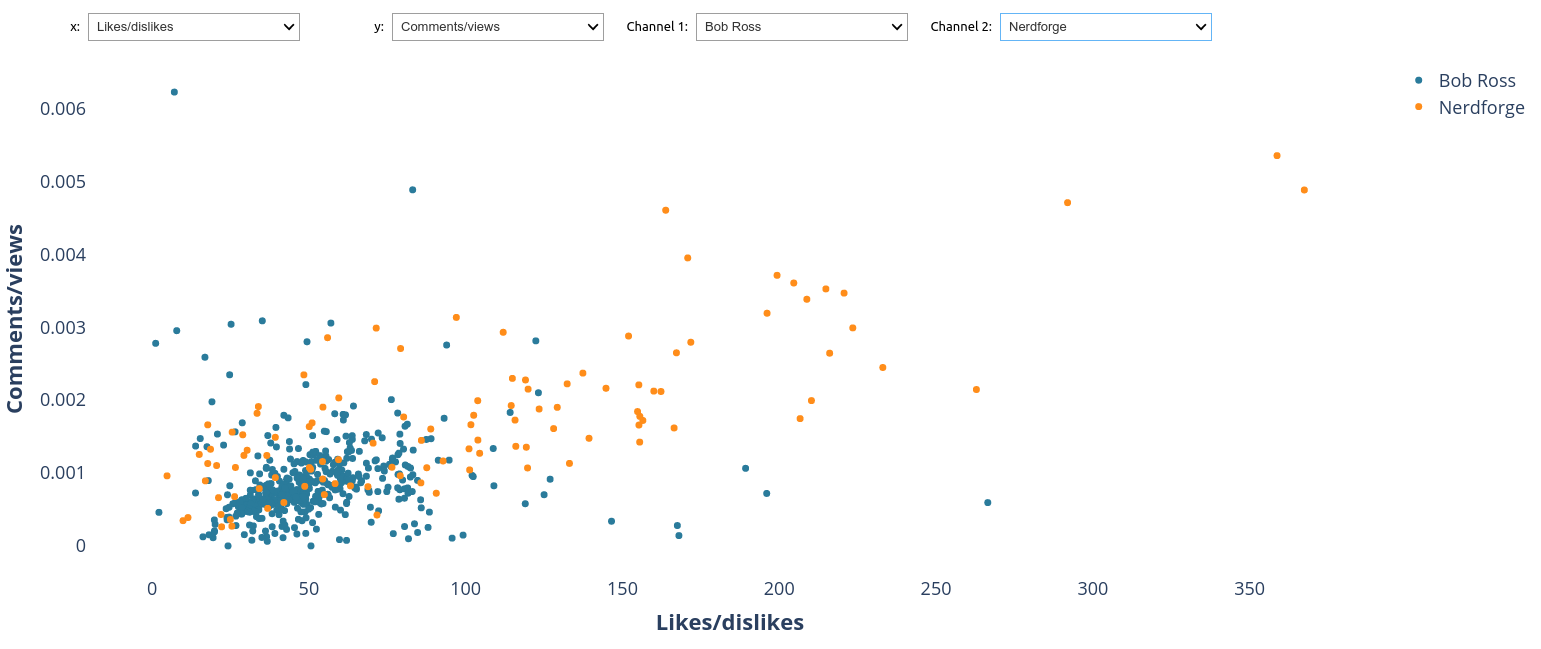 x: Likes/dislikes y: Comments/views Channel 1: Bob Ross Channel 2: Nerdforge
Bob Ross
Nerdforge
0.006
0.005
0.004
0.003
0.002
0.001
0
Comments/views
0 50 100 150 200 250 300 350
Likes/dislikes